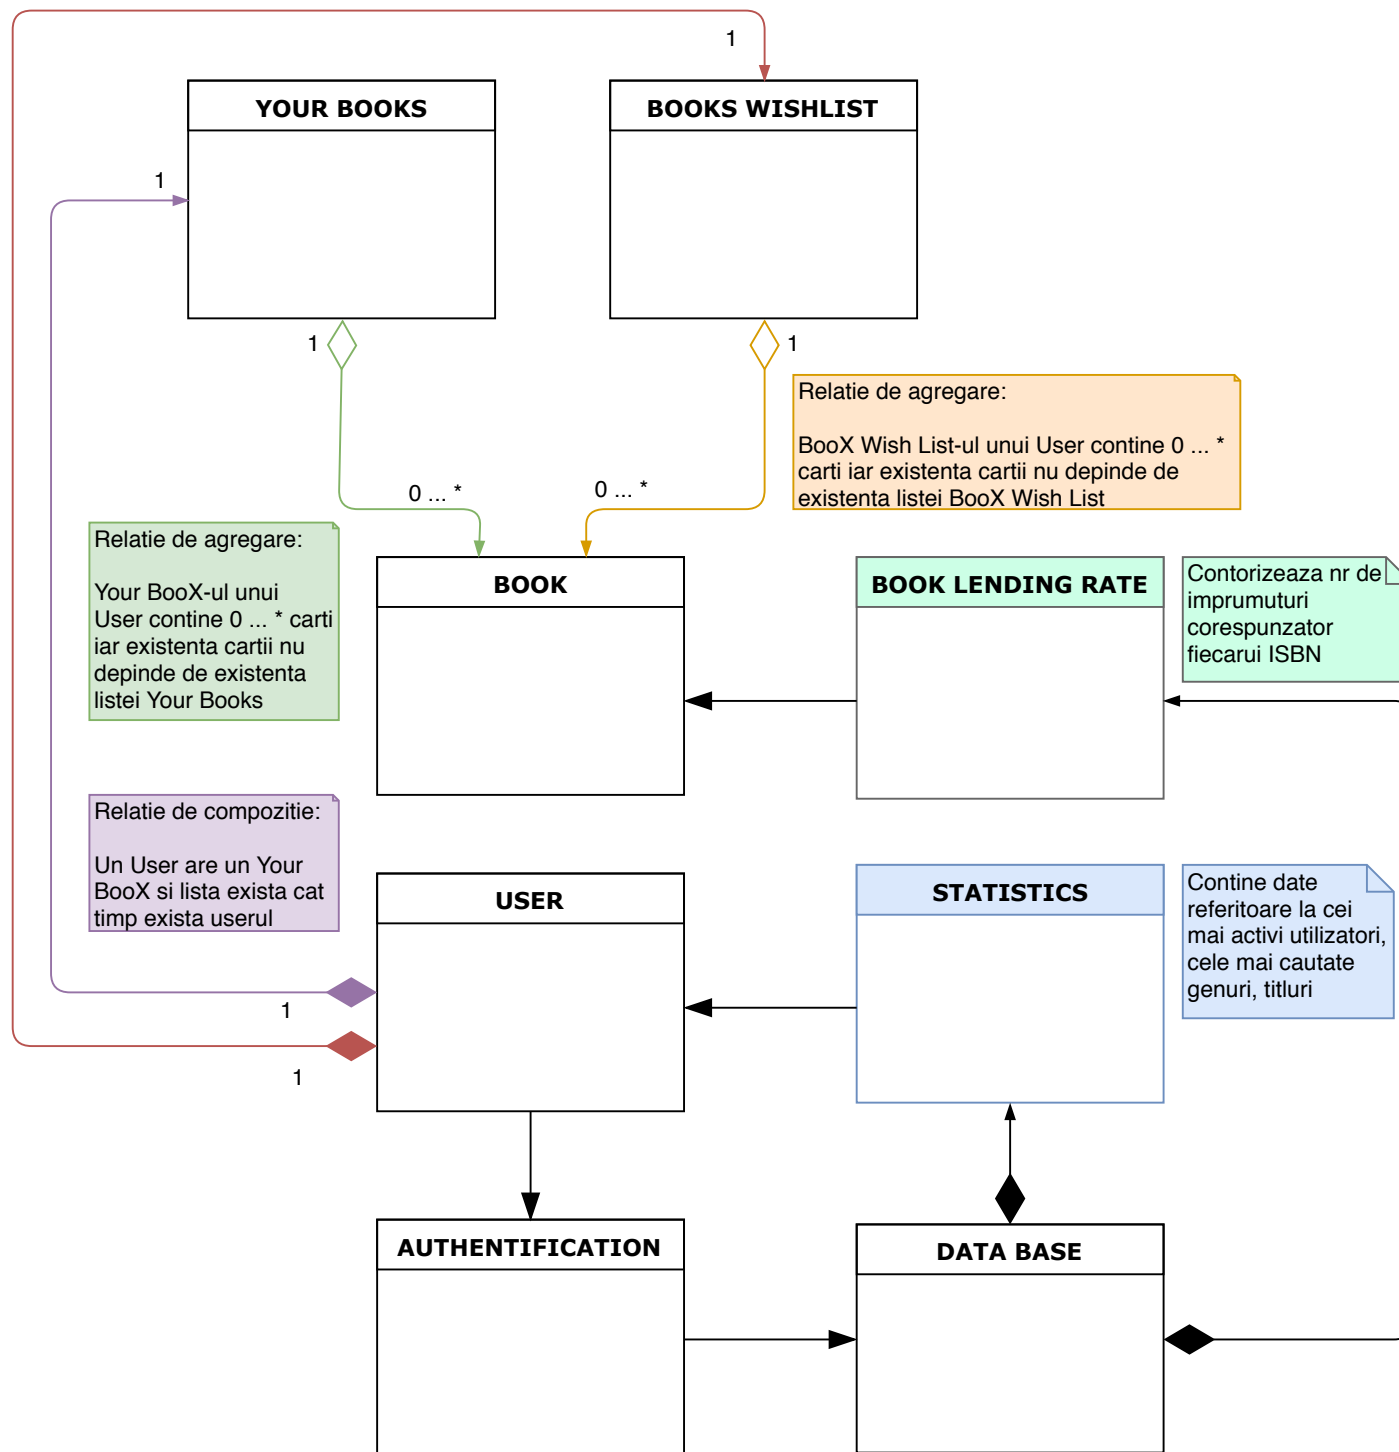 1
YOUR BOOKS
BOOKS WISHLIST
1
1
1
Relatie de agregare:
BooX Wish List-ul unui User contine 0 ... *
carti iar existenta cartii nu depinde de
existenta listei BooX Wish List
0 ... *
0 ... *
Relatie de agregare:
Your BooX-ul unui
User contine 0 ... * carti
iar existenta cartii nu
depinde de existenta
listei Your Books
BOOK
BOOK LENDING RATE
Contorizeaza nr de
imprumuturi
corespunzator
fiecarui ISBN
Relatie de compozitie:
Un User are un Your
BooX si lista exista cat
timp exista userul
USER
STATISTICS
Contine date
referitoare la cei
mai activi utilizatori,
cele mai cautate
genuri, titluri
1
1
AUTHENTIFICATION
DATA BASE